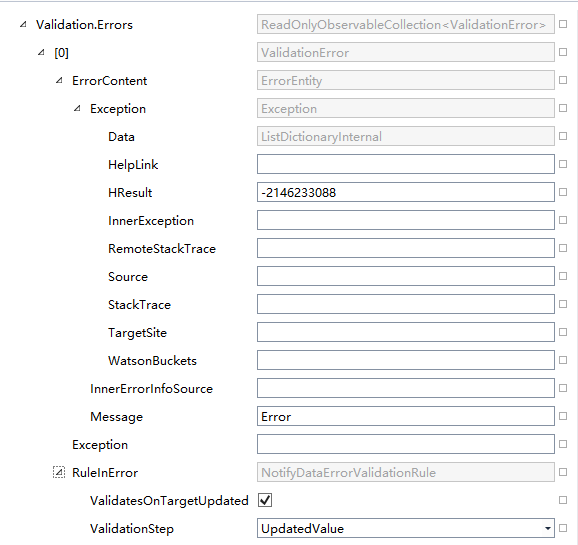 Validation.Errors ReadOnlyObservableCollection<ValidationError>
[0] ValidationError
ErrorContent ErrorEntity
Exception Exception
Data ListDictionaryInternal
HelpLink
HResult -2146233088
InnerException
RemoteStackTrace
Source
StackTrace
TargetSite
WatsonBuckets
InnerErrorInfoSource
Message Error
Exception
RuleInError NotifyDataErrorValidationRule
ValidatesOnTargetUpdated
ValidationStep UpdatedValue